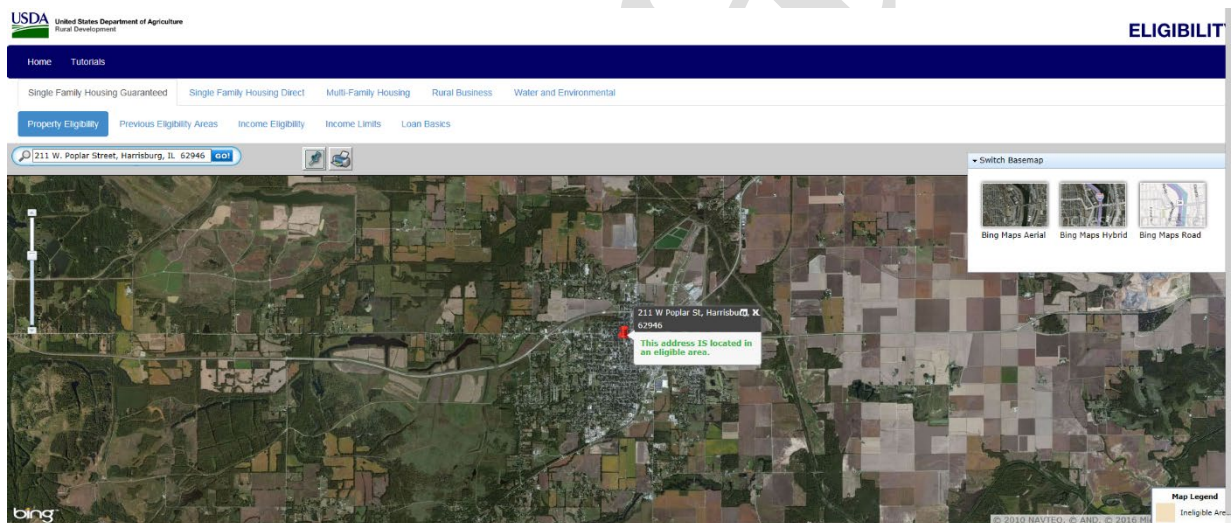 USDA United States Department of Agriculture
Rural Development
ELIGIBILIT
Home Tutorials
Single Family Housing Guaranteed Single Family Housing Direct Multi-Family Housing Rural Business Water and Environmental
Property Eligibility Previous Eligibility Areas Income Eligibility Income Limits Loan Basics
211 W. Poplar Street, Harrisburg, IL 62946 GO!
Switch Basemap
Bing Maps Aerial Bing Maps Hybrid Bing Maps Road
211 W Poplar St, Harrisburg,
62946
This address IS located in
an eligible area.
Map Legend
Ineligible Are
bing
© 2010 NAVTEQ, © AND, © 2016 Mi